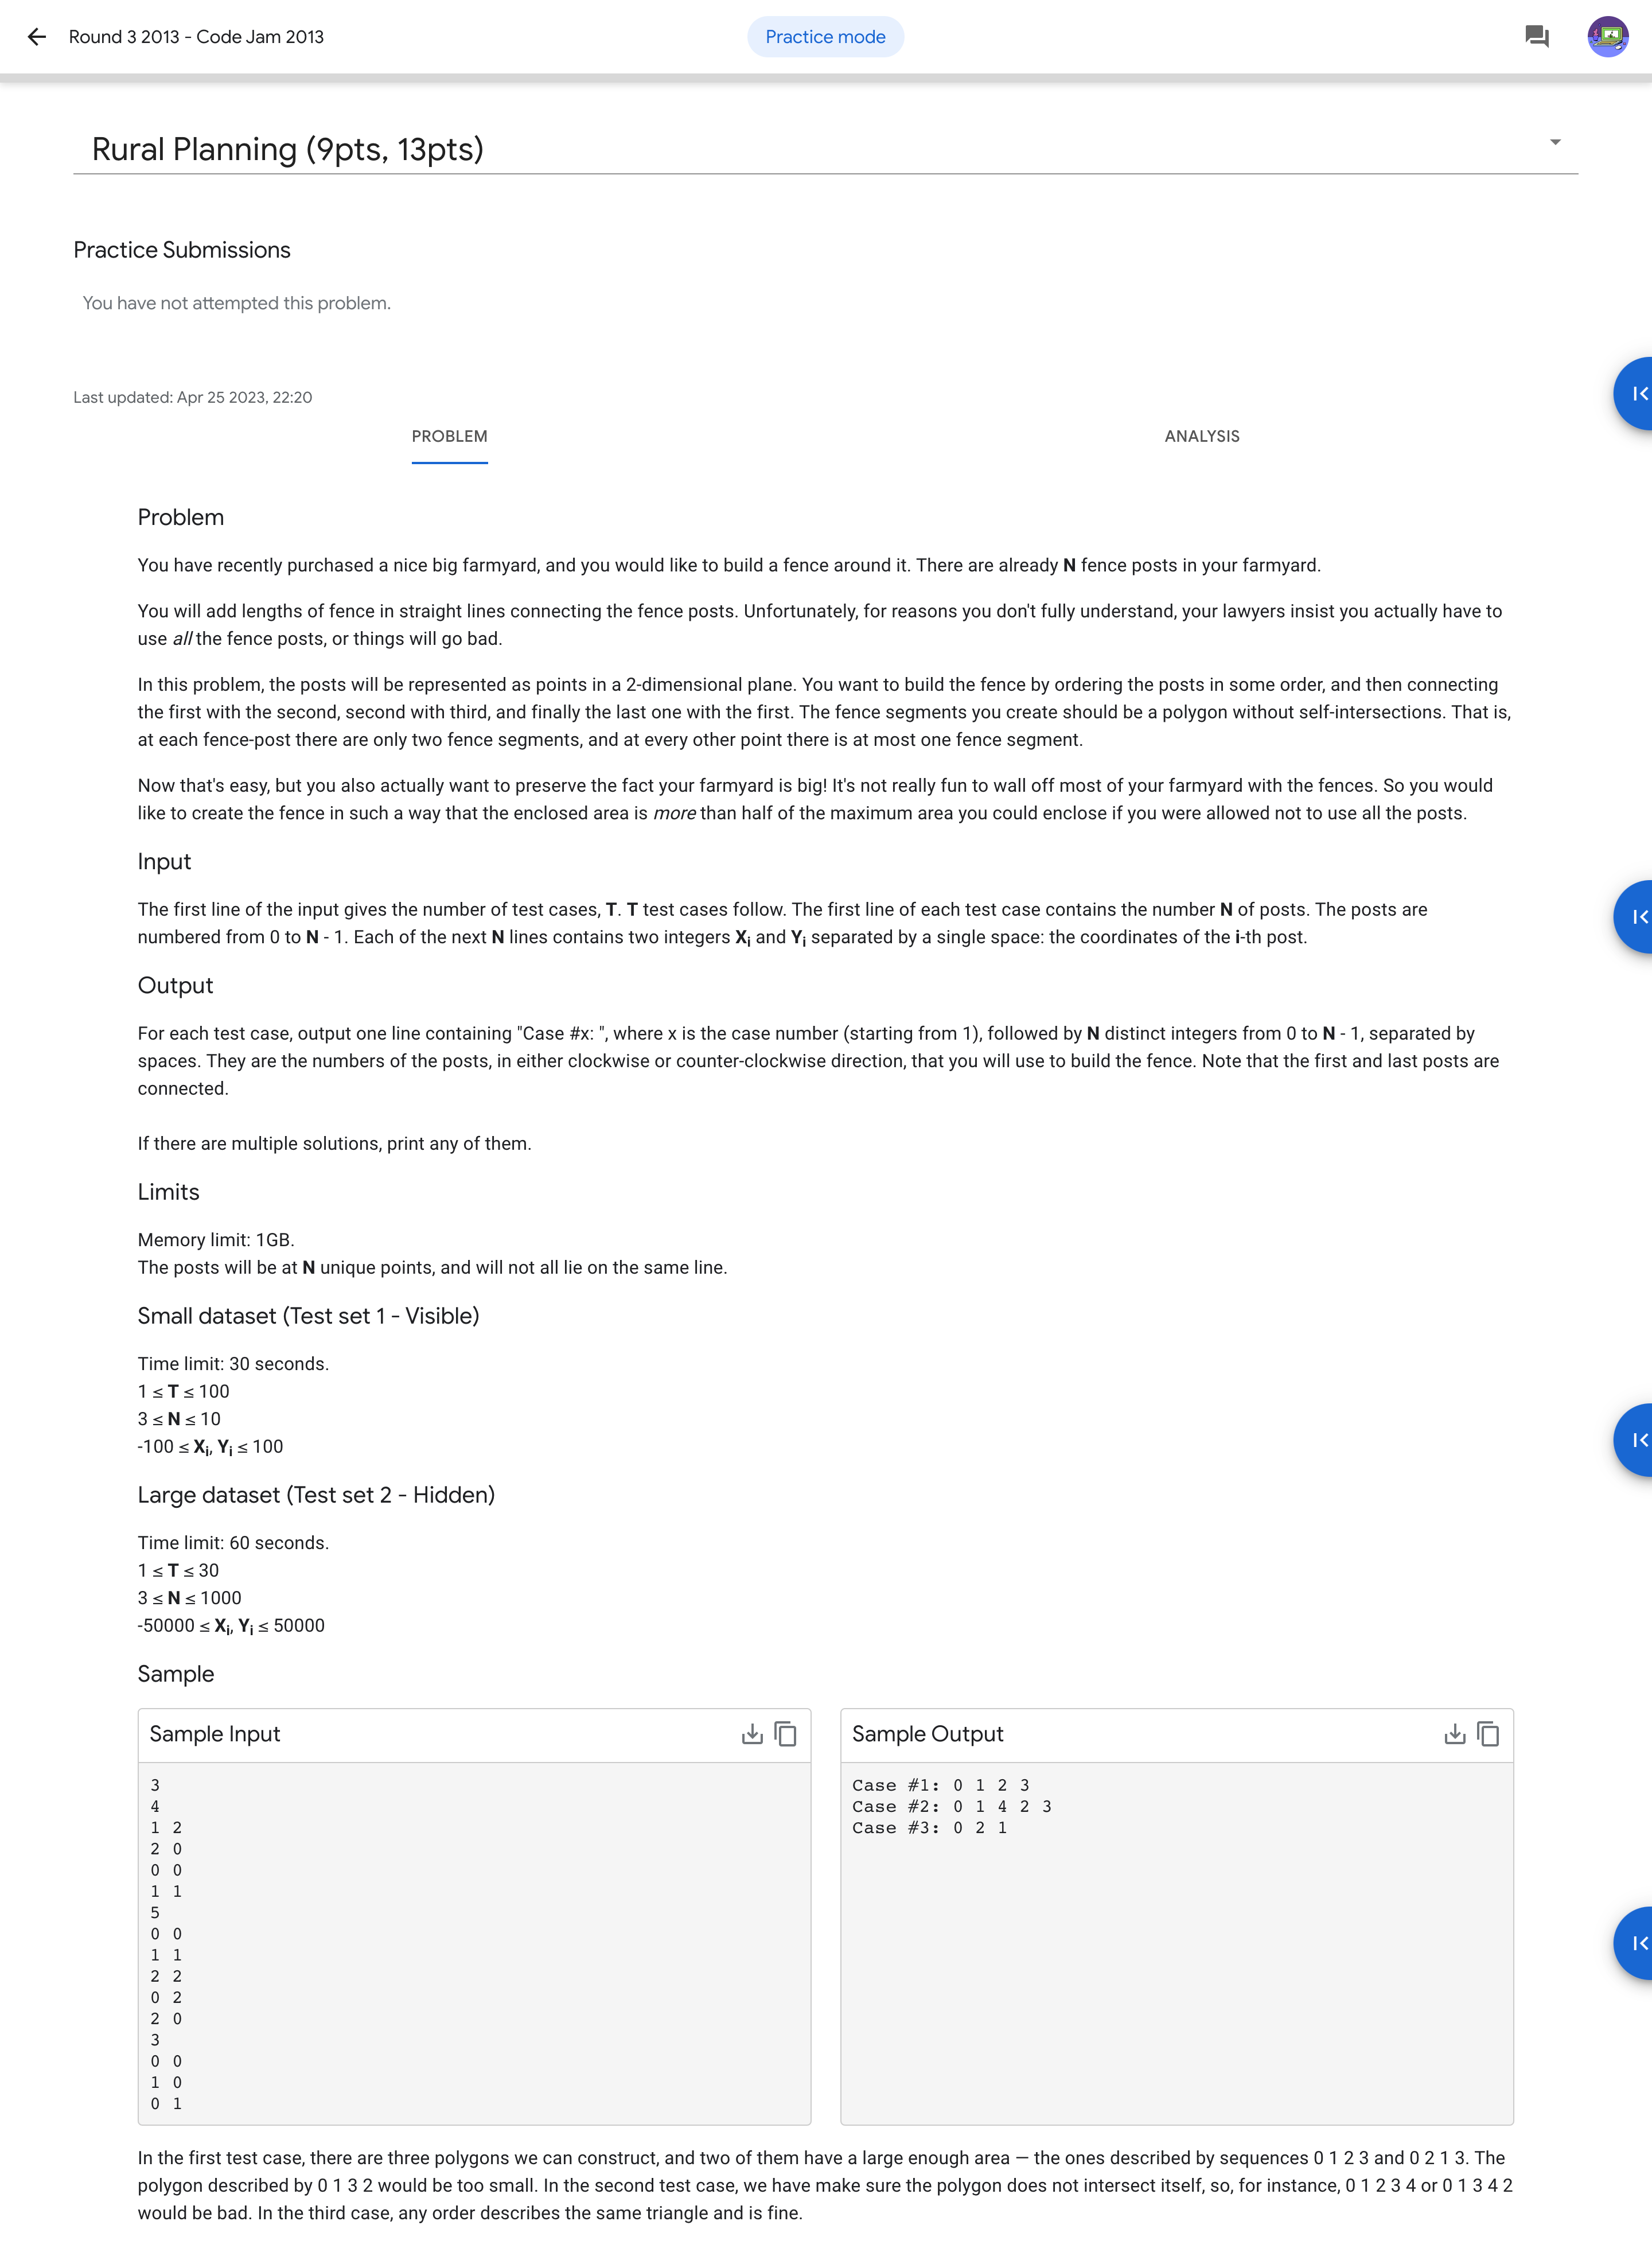 Round 3 2013 - Code Jam 2013
Practice mode
Rural Planning (9pts, 13pts)
Practice Submissions
You have not attempted this problem.
Last updated: Apr 25 2023, 22:20
PROBLEM
ANALYSIS
Problem
You have recently purchased a nice big farmyard, and you would like to build a fence around it. There are already N fence posts in your farmyard.
You will add lengths of fence in straight lines connecting the fence posts. Unfortunately, for reasons you don't fully understand, your lawyers insist you actually have to
use all the fence posts, or things will go bad.
In this problem, the posts will be represented as points in a 2-dimensional plane. You want to build the fence by ordering the posts in some order, and then connecting
the first with the second, second with third, and finally the last one with the first. The fence segments you create should be a polygon without self-intersections. That is,
at each fence-post there are only two fence segments, and at every other point there is at most one fence segment.
Now that's easy, but you also actually want to preserve the fact your farmyard is big! It's not really fun to wall off most of your farmyard with the fences. So you would
like to create the fence in such a way that the enclosed area is more than half of the maximum area you could enclose if you were allowed not to use all the posts.
Input
The first line of the input gives the number of test cases, T. T test cases follow. The first line of each test case contains the number N of posts. The posts are
numbered from 0 to N - 1. Each of the next N lines contains two integers Xi and Yi separated by a single space: the coordinates of the i-th post.
Output
For each test case, output one line containing "Case #x: ", where x is the case number (starting from 1), followed by N distinct integers from 0 to N - 1, separated by
spaces. They are the numbers of the posts, in either clockwise or counter-clockwise direction, that you will use to build the fence. Note that the first and last posts are
connected.
If there are multiple solutions, print any of them.
Limits
Memory limit: 1GB.
The posts will be at N unique points, and will not all lie on the same line.
Small dataset (Test set 1 - Visible)
Time limit: 30 seconds.
1 ≤ T ≤ 100
3 ≤ N ≤ 10
-100 ≤ Xi, Yi ≤ 100
Large dataset (Test set 2 - Hidden)
Time limit: 60 seconds.
1 ≤ T ≤ 30
3 ≤ N ≤ 1000
-50000 ≤ Xi, Yi ≤ 50000
Sample
Sample Input
3
4
1 2
2 0
0 0
1 1
5
0 0
1 1
2 2
0 2
2 0
3
0 0
1 0
0 1
Sample Output
Case #1: 0 1 2 3
Case #2: 0 1 4 2 3
Case #3: 0 2 1
In the first test case, there are three polygons we can construct, and two of them have a large enough area — the ones described by sequences 0 1 2 3 and 0 2 1 3. The
polygon described by 0 1 3 2 would be too small. In the second test case, we have make sure the polygon does not intersect itself, so, for instance, 0 1 2 3 4 or 0 1 3 4 2
would be bad. In the third case, any order describes the same triangle and is fine.